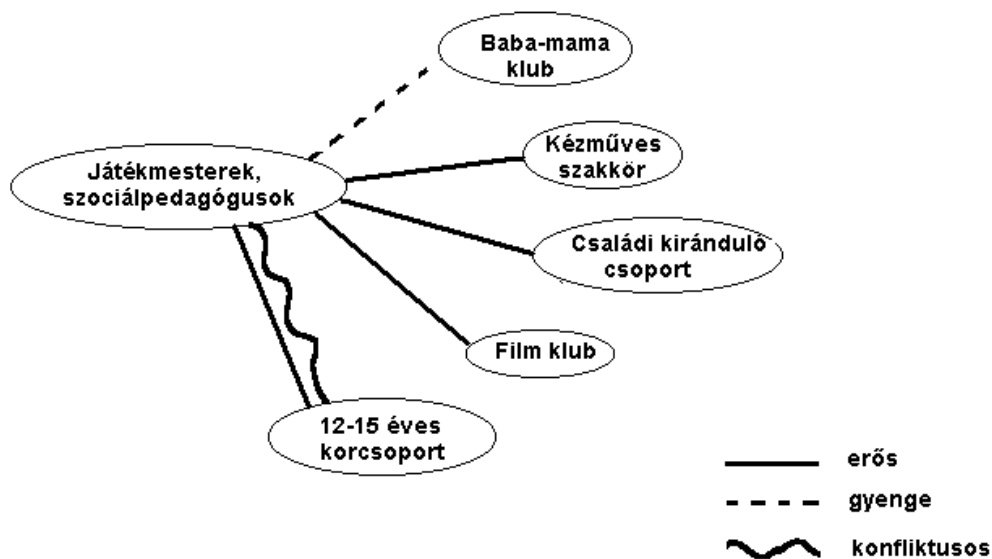 Baba-mama
klub
Kézműves
szakkör
Játékmesterek,
szociálpedagógusok
Családi kiránduló
csoport
Film klub
12-15 éves
korcsoport
erős
gyenge
konfliktusos